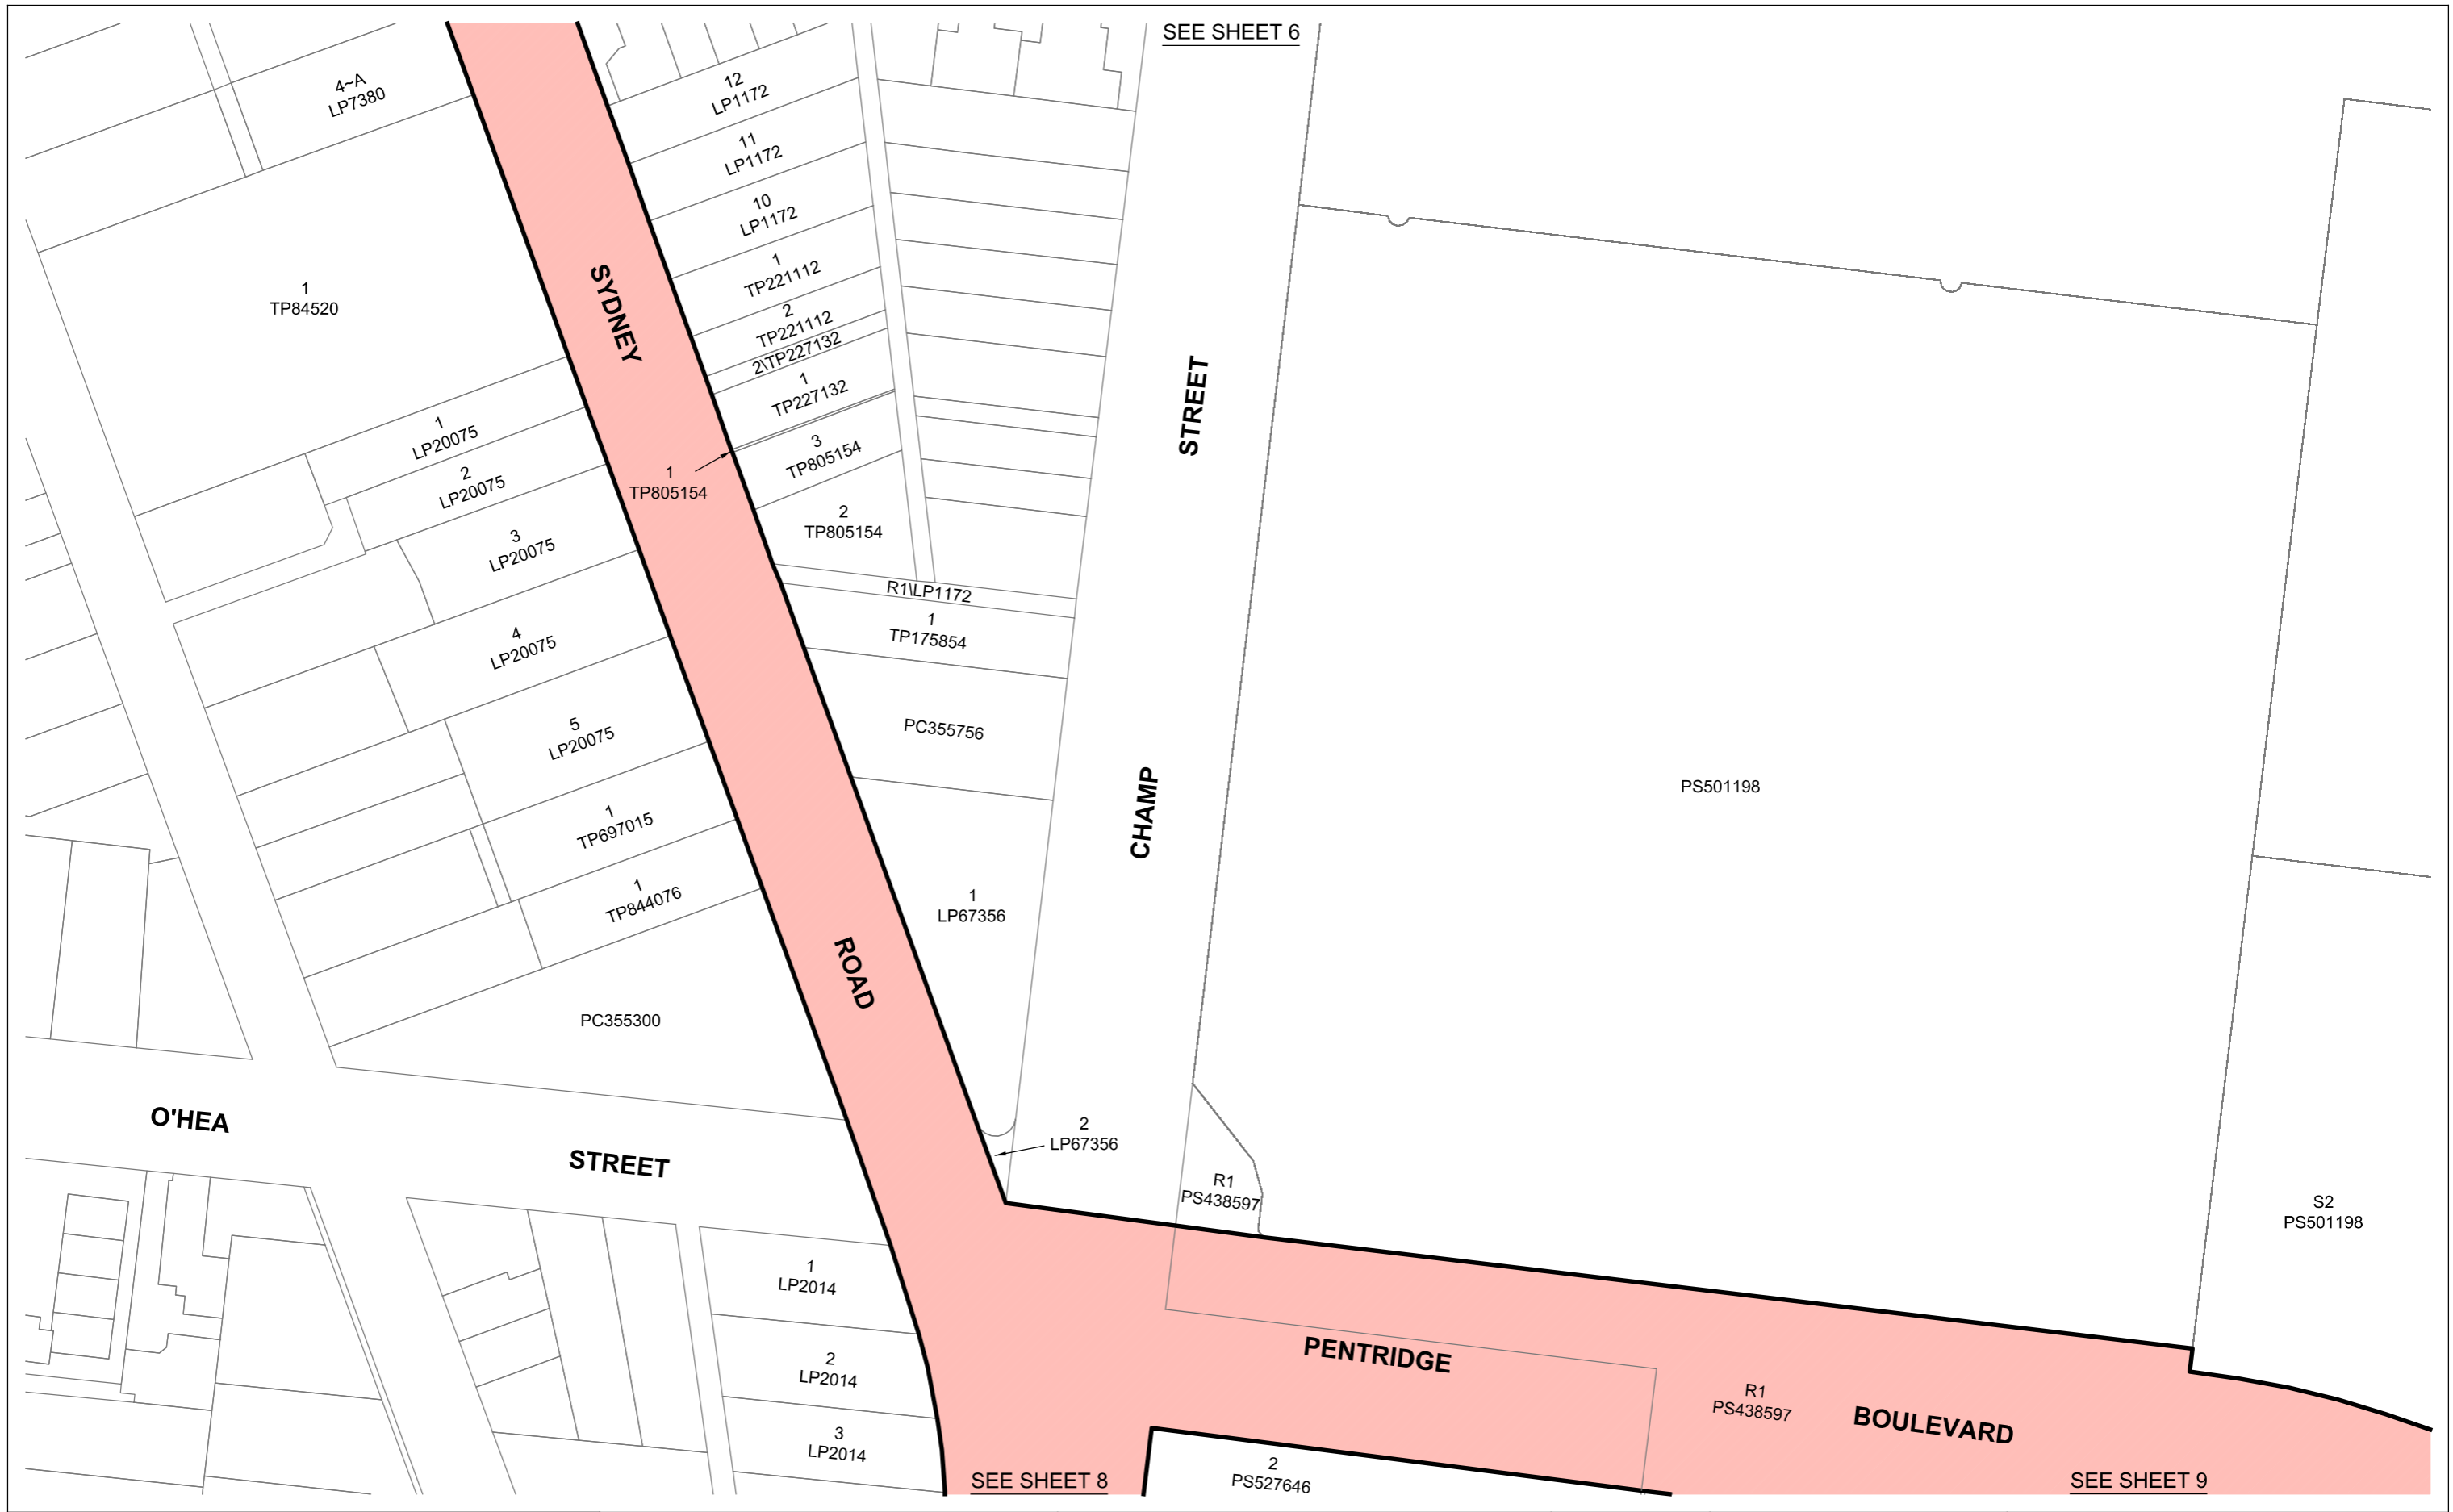 SEE SHEET 6
4~A
LP7380
12
LP1172
11
LP1172
10
LP1172
1
TP84520
SYDNEY
1
TP221112
2
TP221112
2\TP227132
1
TP227132
STREET
1
LP20075
2
LP20075
1
TP805154
3
TP805154
2
TP805154
3
LP20075
R1\LP1172
1
TP175854
4
LP20075
PC355756
5
LP20075
CHAMP
PS501198
1
TP697015
1
TP844076
1
LP67356
ROAD
PC355300
O'HEA
STREET
2
LP67356
R1
PS438597
S2
PS501198
1
LP2014
2
LP2014
3
LP2014
PENTRIDGE
R1
PS438597
BOULEVARD
SEE SHEET 8
2
PS527646
SEE SHEET 9